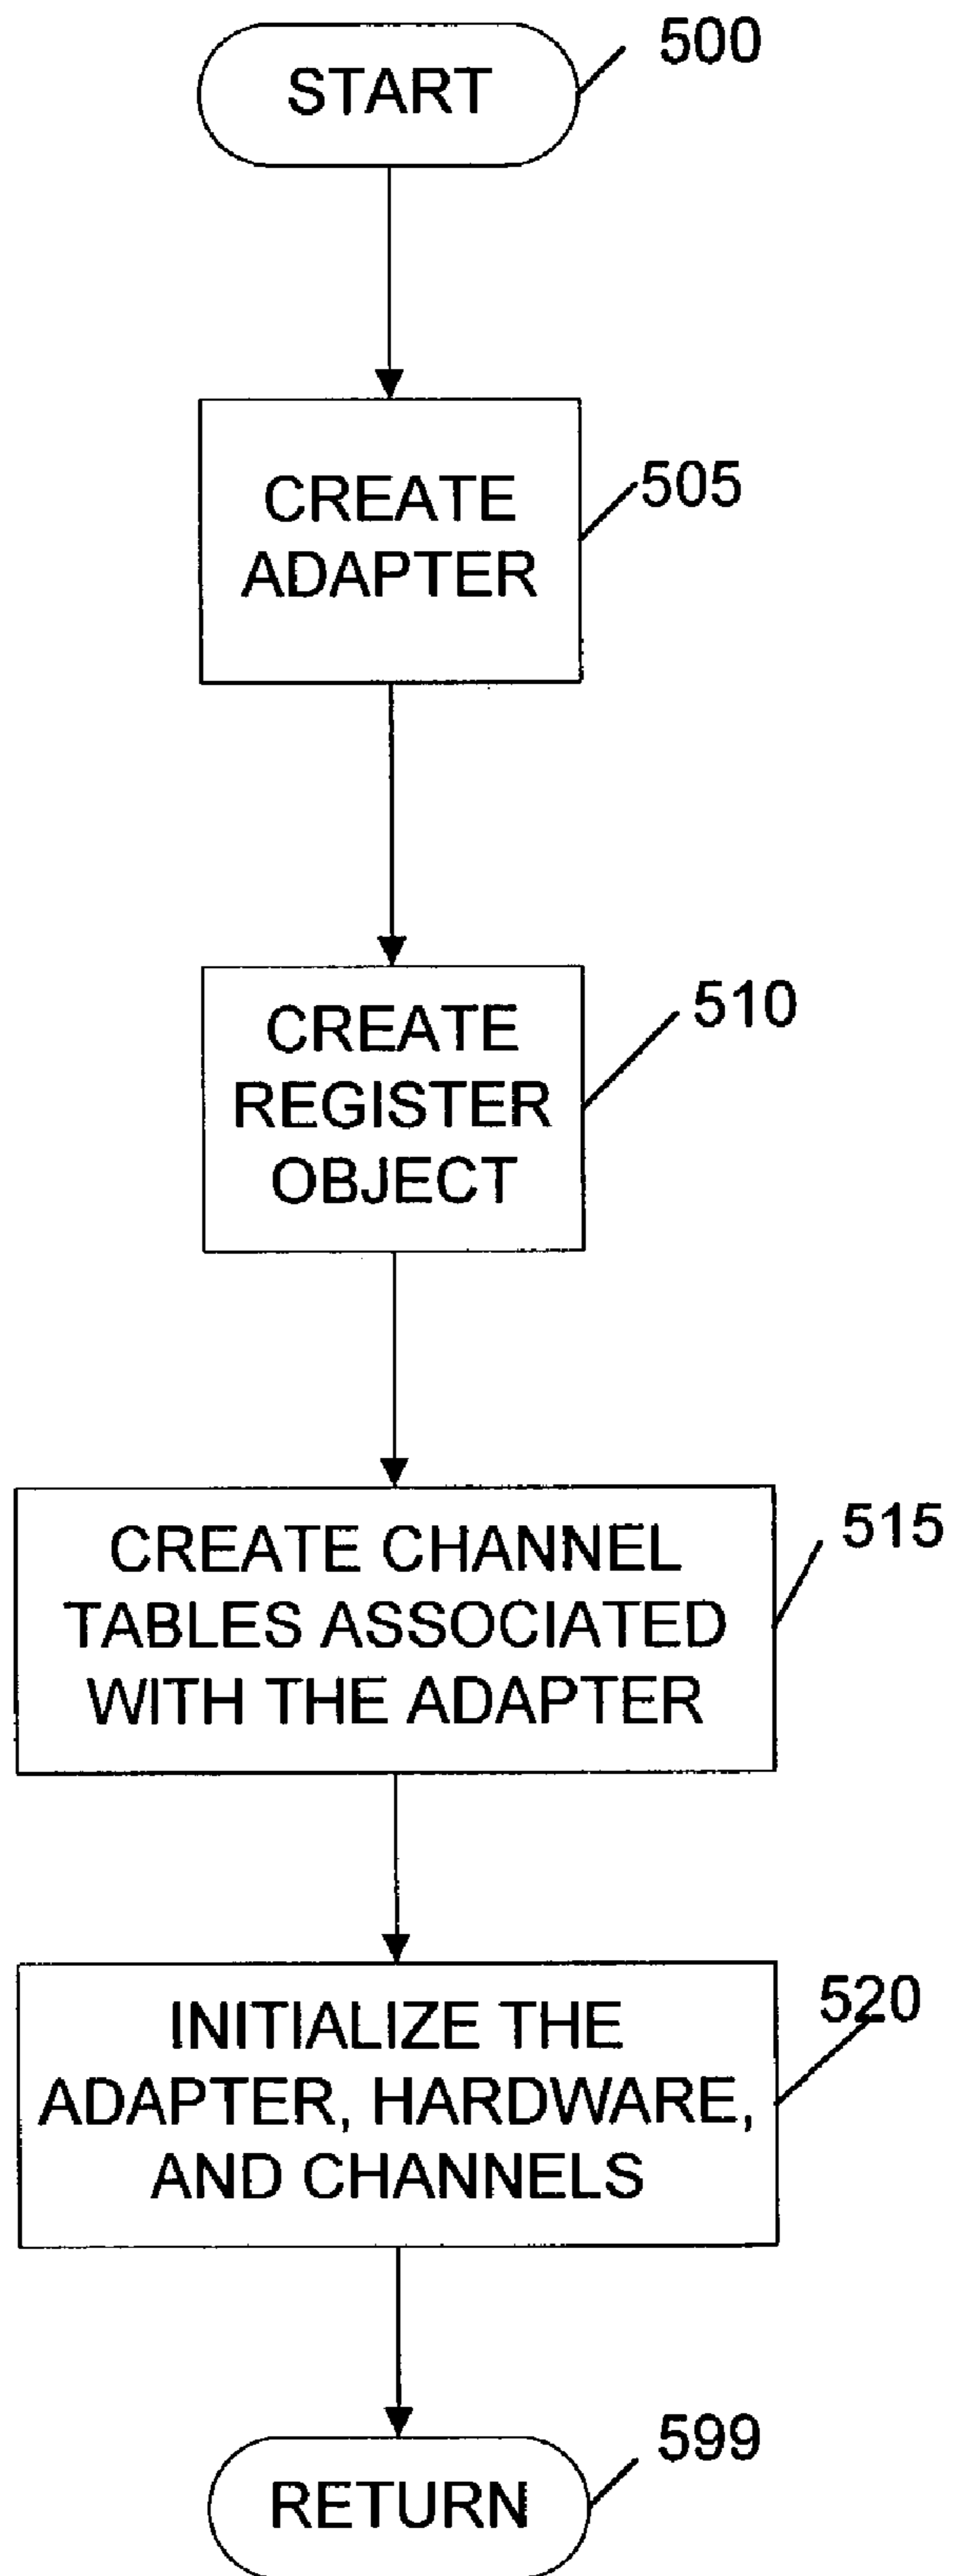 START
500
CREATE
ADAPTER
505
CREATE
REGISTER
OBJECT
510
CREATE CHANNEL
TABLES ASSOCIATED
WITH THE ADAPTER
515
INITIALIZE THE
ADAPTER, HARDWARE,
AND CHANNELS
520
RETURN
599